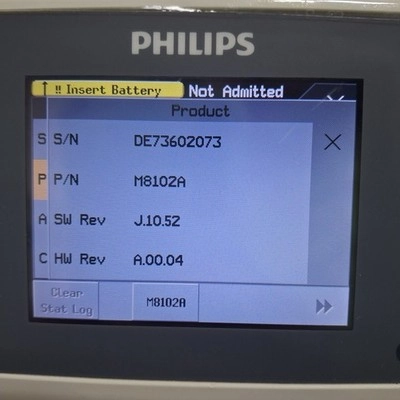 PHILIPS
!! Insert Battery Not Admitted
Product
S S/N DE73602073
P P/N M8102A
A SW Rev J.10.52
C HW Rev A.00.04
Clear
Stat Log
M8102A